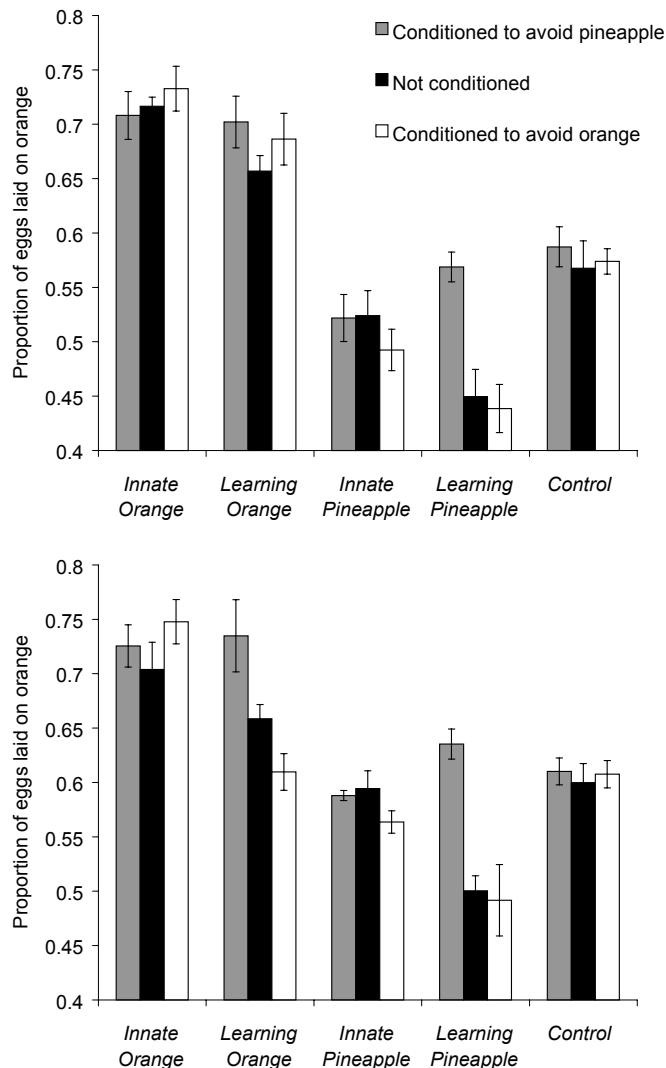 Proportion of eggs laid on orange
0.8
0.75
0.7
0.65
0.6
0.55
0.5
0.45
0.4
Conditioned to avoid pineapple
Not conditioned
Conditioned to avoid orange
Innate
Orange
Learning
Orange
Innate
Pineapple
Learning
Pineapple
Control
Proportion of eggs laid on orange
0.8
0.75
0.7
0.65
0.6
0.55
0.5
0.45
0.4
Innate
Orange
Learning
Orange
Innate
Pineapple
Learning
Pineapple
Control